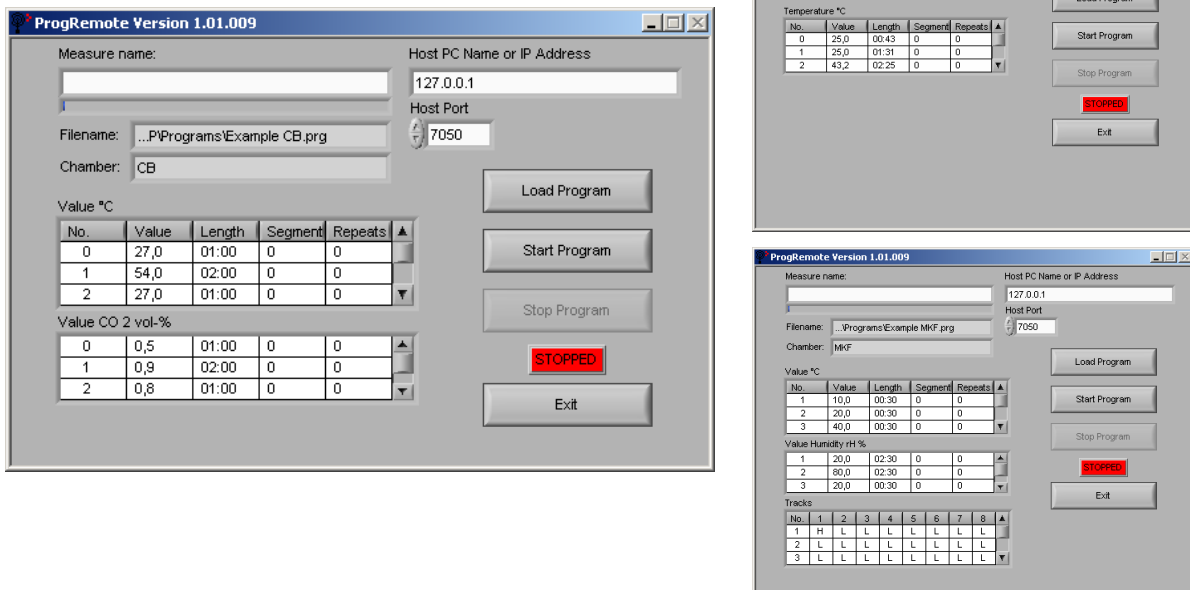 ProgRemote Version 1.01.009
Measure name: Host PC Name or IP Address
127.0.0.1
Host Port
Filename: ...P\Programs\Example CB.prg 7050
Chamber: CB
Load Program
Value °C
No. Value Length Segment Repeats
0 27,0 01:00 0 0
Start Program
1 54,0 02:00 0 0
2 27,0 01:00 0 0
Stop Program
Value CO 2 vol-%
0 0,5 01:00 0 0
STOPPED
1 0,9 02:00 0 0
2 0,8 01:00 0 0
Exit
Temperature °C
No. Value Length Segment Repeats
0 25,0 00:43 0 0
Start Program
1 25,0 01:31 0 0
2 43,2 02:25 0 0
Stop Program
STOPPED
Exit
ProgRemote Version 1.01.009
Measure name: Host PC Name or IP Address
127.0.0.1
Host Port
Filename: ...\Programs\Example MKF.prg 7050
Chamber: MKF
Load Program
Value °C
No. Value Length Segment Repeats
1 10,0 00:30 0 0
Start Program
2 20,0 00:30 0 0
3 40,0 00:30 0 0
Stop Program
Value Humidity rH %
1 20,0 02:30 0 0
2 80,0 02:30 0 0
STOPPED
3 20,0 00:30 0 0
Exit
Tracks
No. 1 2 3 4 5 6 7 8
1 H L L L L L L L
2 L L L L L L L L
3 L L L L L L L L